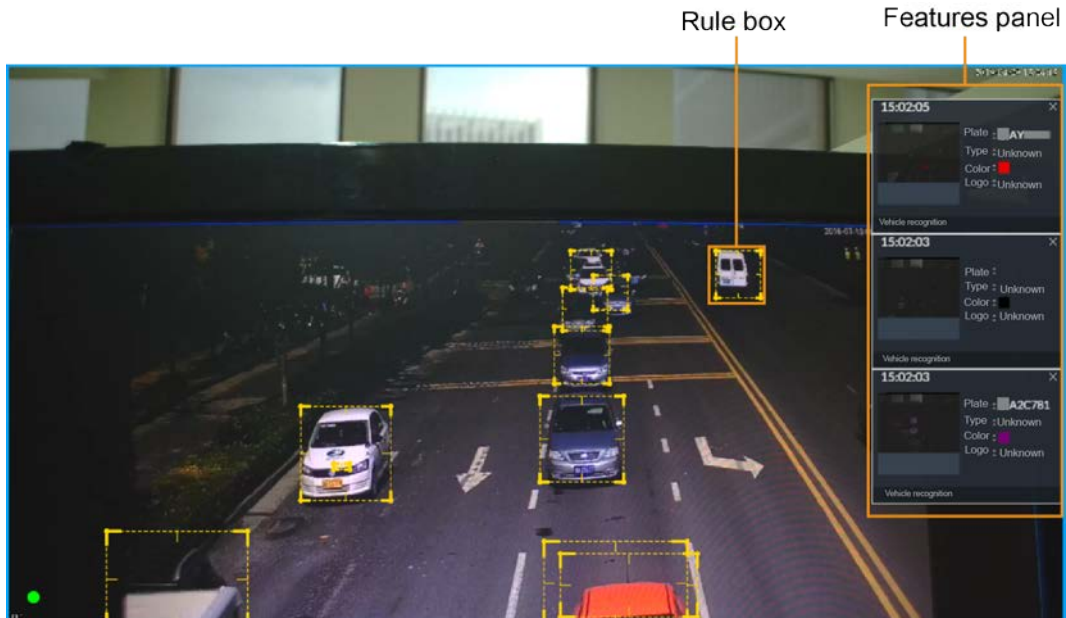 Rule box
Features panel
15:02:05
Plate : AY
Type : Unknown
Color :
Logo : Unknown
Vehicle recognition
15:02:03
Plate :
Type : Unknown
Color :
Logo : Unknown
Vehicle recognition
15:02:03
Plate : A2C781
Type : Unknown
Color :
Logo : Unknown
Vehicle recognition